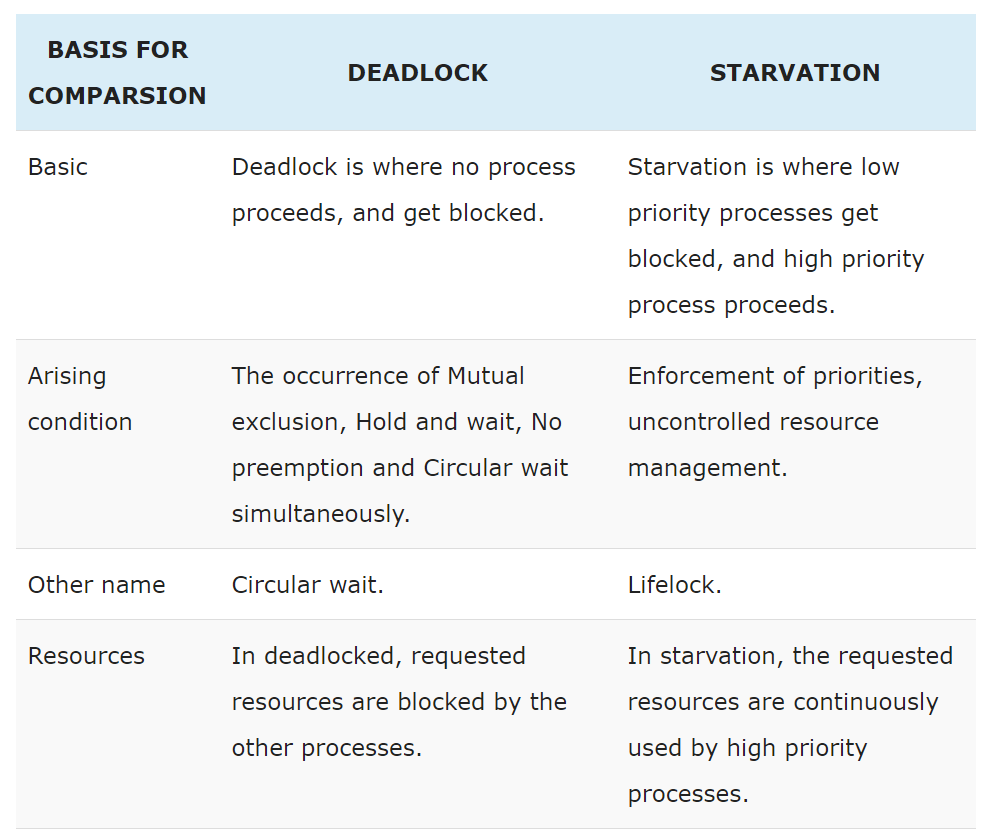 BASIS FOR
COMPARSION
DEADLOCK
STARVATION
Basic
Deadlock is where no process
proceeds, and get blocked.
Starvation is where low
priority processes get
blocked, and high priority
process proceeds.
Arising
condition
The occurrence of Mutual
exclusion, Hold and wait, No
preemption and Circular wait
simultaneously.
Enforcement of priorities,
uncontrolled resource
management.
Other name
Circular wait.
Lifelock.
Resources
In deadlocked, requested
resources are blocked by the
other processes.
In starvation, the requested
resources are continuously
used by high priority
processes.